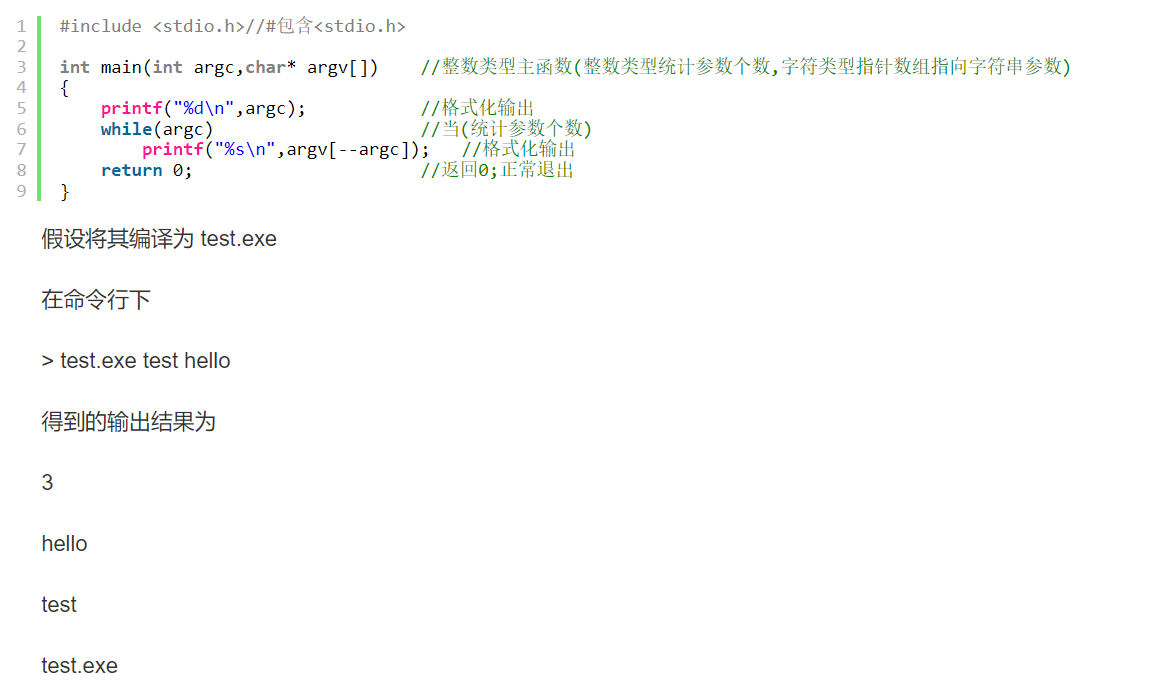 1 #include <stdio.h>//#包含<stdio.h>
2
3 int main(int argc,char* argv[])    //整数类型主函数(整数类型统计参数个数,字符类型指针数组指向字符串参数)
4 {
5     printf("%d\n",argc);           //格式化输出
6     while(argc)                    //当(统计参数个数)
7         printf("%s\n",argv[--argc]);   //格式化输出
8     return 0;                      //返回0;正常退出
9 }
假设将其编译为 test.exe
在命令行下
> test.exe test hello
得到的输出结果为
3
hello
test
test.exe